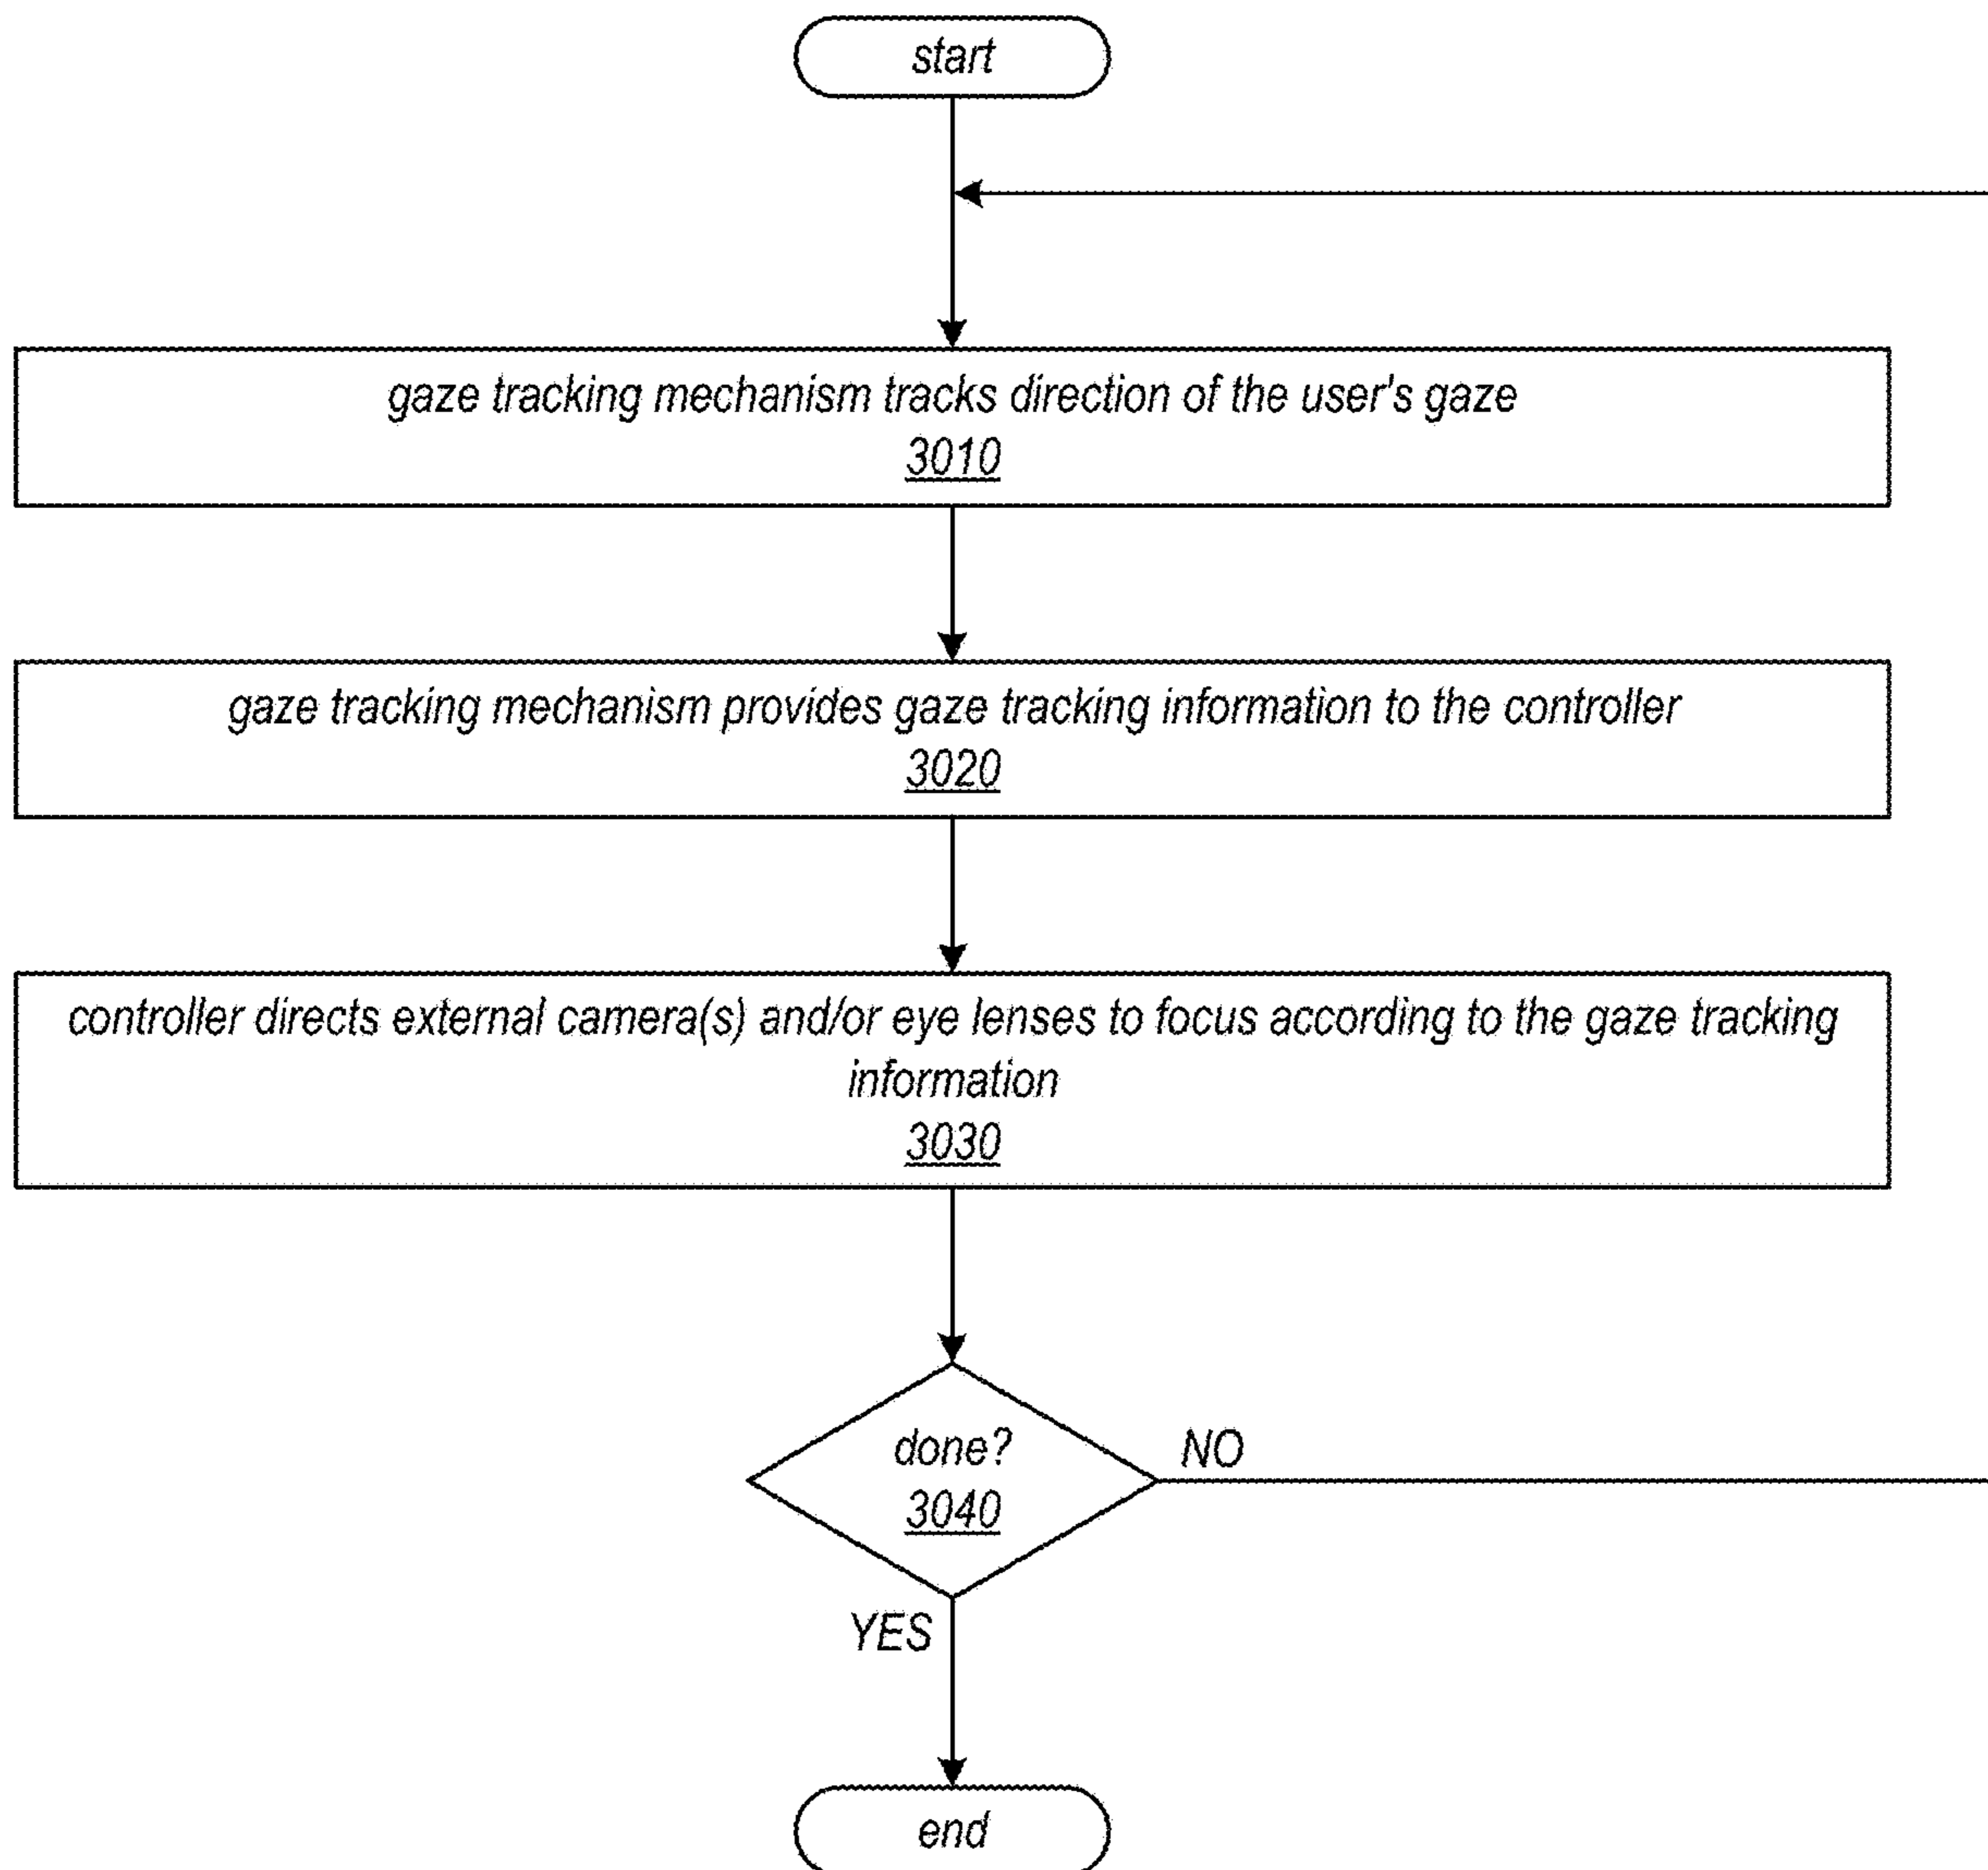 start
gaze tracking mechanism tracks direction of the user's gaze
3010
gaze tracking mechanism provides gaze tracking information to the controller
3020
controller directs external camera(s) and/or eye lenses to focus according to the gaze tracking
information
3030
done?
3040
NO
YES
end